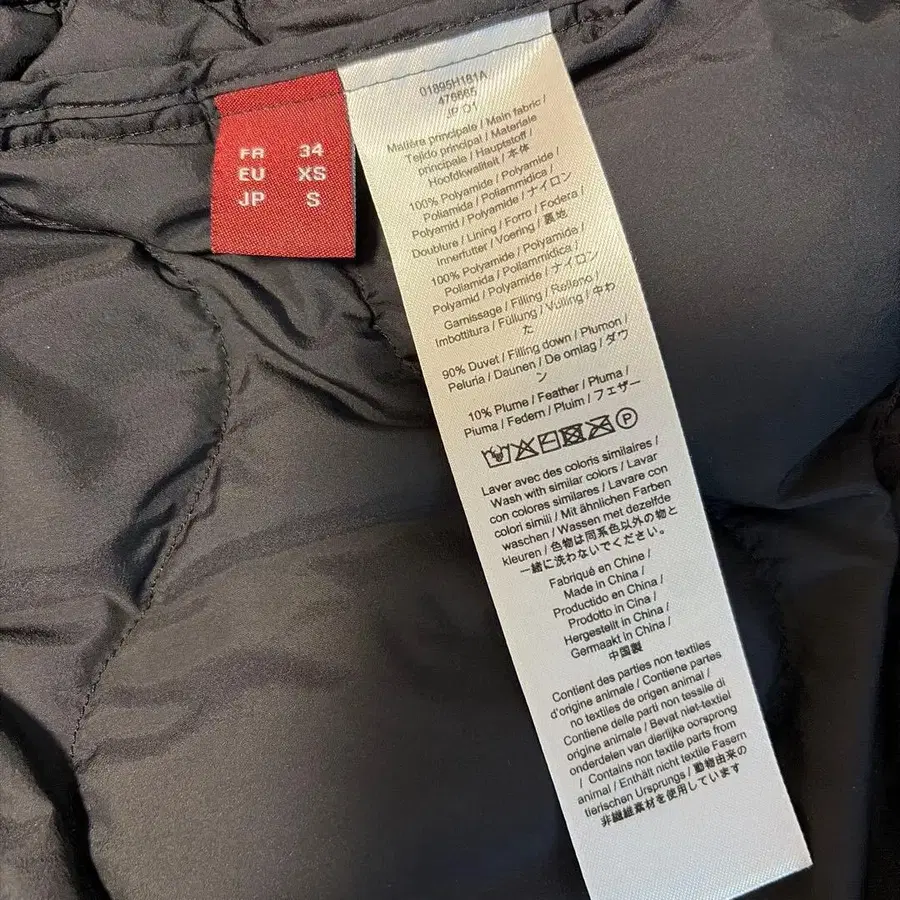 FR 34
EU XS
JP S
01895H181A
476665
JP 01
Matière principale / Main fabric /
Tejido principal / Materiale
principale / Hauptstoff /
Hoofdkwaliteit / 本体
100% Polyamide / Polyamide /
Poliamida / Poliammidica /
Polyamid / Polyamide / ナイロン
Doublure / Lining / Forro / Fodera /
Innenfutter / Voering / 裏地
100% Polyamide / Polyamide /
Poliamida / Poliammidica /
Polyamid / Polyamide / ナイロン
Garnissage / Filling / Relleno /
Imbottitura / Füllung / Vulling / 中わ
た
90% Duvet / Filling down / Plumon /
Peluria / Daunen / De omlag / ダウ
ン
10% Plume / Feather / Pluma /
Piuma / Federn / Pluim / フェザー
P
Laver avec des coloris similaires /
Wash with similar colors / Lavar
con colores similares / Lavare con
colori simili / Mit ähnlichen Farben
waschen / Wassen met dezelfde
kleuren / 色物は同系色以外の物と
一緒に洗わないでください。
Fabriqué en Chine /
Made in China /
Productido en China /
Prodotto in Cina /
Hergestellt in China /
Germaakt in China /
中国製
Contient des parties non textiles
d'origine animale / Contiene partes
no textiles de origen animal /
Contiene delle parti non tessile di
origine animale / Bevat niet-textiel
onderdelen van dierlijke oorsprong
/ Contains non textile parts from
animal / Enthält nicht textile Fasern
tierischen Ursprungs / 動物由来の
非繊維素材を使用しています